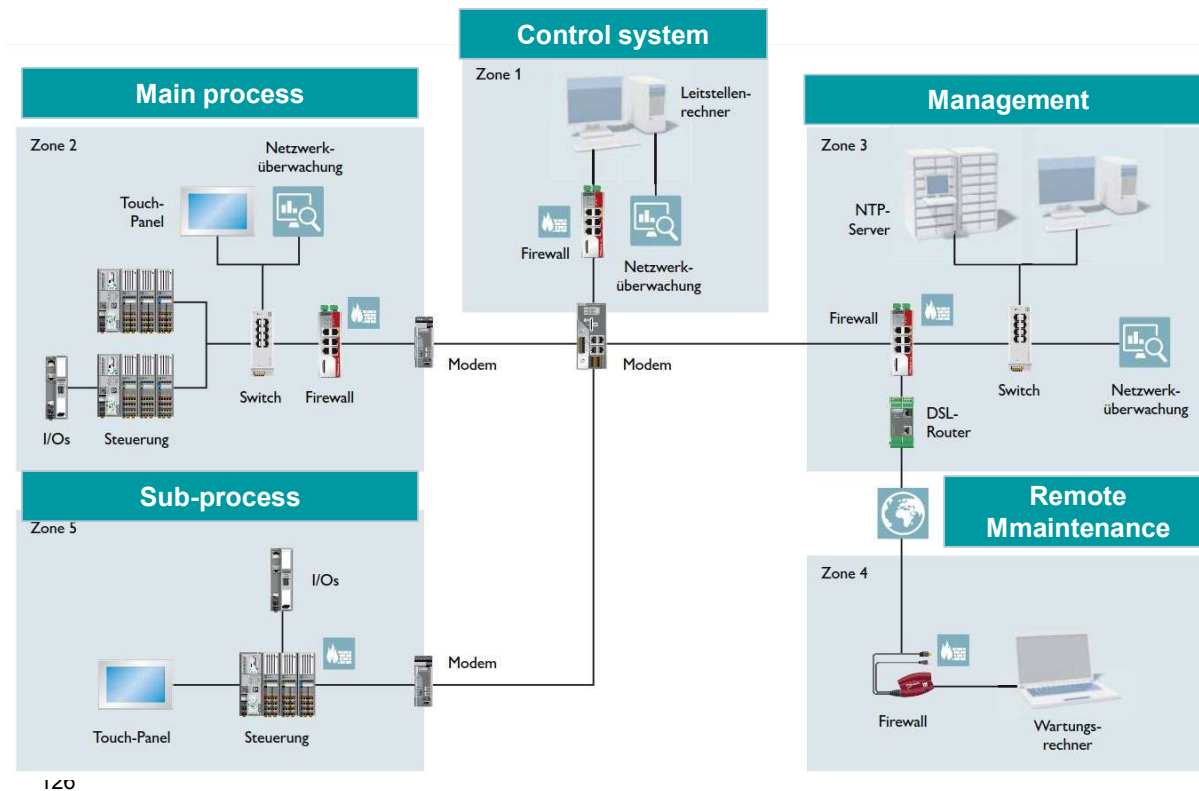 Control system
Zone 1
Leitstellen-
rechner
Firewall
Netzwerk-
überwachung
Modem
Main process
Zone 2
Netzwerk-
überwachung
Touch-
Panel
Switch
Firewall
Modem
I/Os
Steuerung
Management
Zone 3
NTP-
Server
Firewall
Switch
Netzwerk-
überwachung
DSL-
Router
Sub-process
Zone 5
I/Os
Modem
Touch-Panel
Steuerung
Remote
Mmaintenance
Zone 4
Firewall
Wartungs-
rechner
126